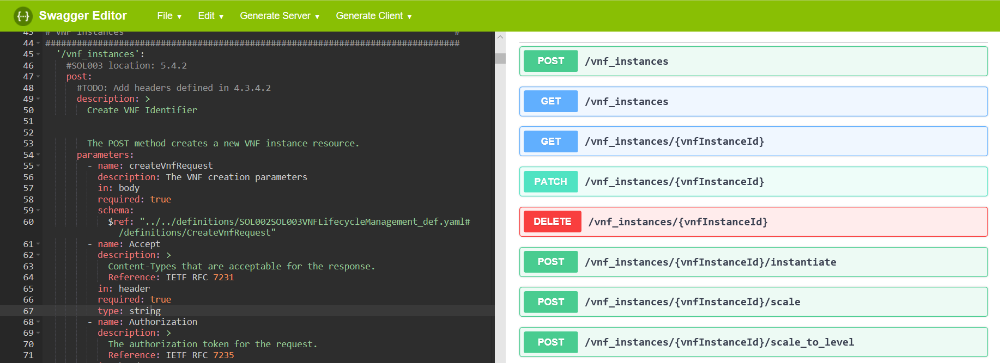 {...} Swagger Editor File ▾ Edit ▾ Generate Server ▾ Generate Client ▾
43 # VNF instances #
44 ###############################################################################
45 '/vnf_instances':
46 #SOL003 location: 5.4.2
47 post:
48 #TODO: Add headers defined in 4.3.4.2
49 description: >
50 Create VNF Identifier
51
52
53 The POST method creates a new VNF instance resource.
54 parameters:
55 - name: createVnfRequest
56 description: The VNF creation parameters
57 in: body
58 required: true
59 schema:
60 $ref: "../../definitions/SOL002SOL003VNFLifecycleManagement_def.yaml#
/definitions/CreateVnfRequest"
61 - name: Accept
62 description: >
63 Content-Types that are acceptable for the response.
64 Reference: IETF RFC 7231
65 in: header
66 required: true
67 type: string
68 - name: Authorization
69 description: >
70 The authorization token for the request.
71 Reference: IETF RFC 7235
POST /vnf_instances
GET /vnf_instances
GET /vnf_instances/{vnfInstanceId}
PATCH /vnf_instances/{vnfInstanceId}
DELETE /vnf_instances/{vnfInstanceId}
POST /vnf_instances/{vnfInstanceId}/instantiate
POST /vnf_instances/{vnfInstanceId}/scale
POST /vnf_instances/{vnfInstanceId}/scale_to_level